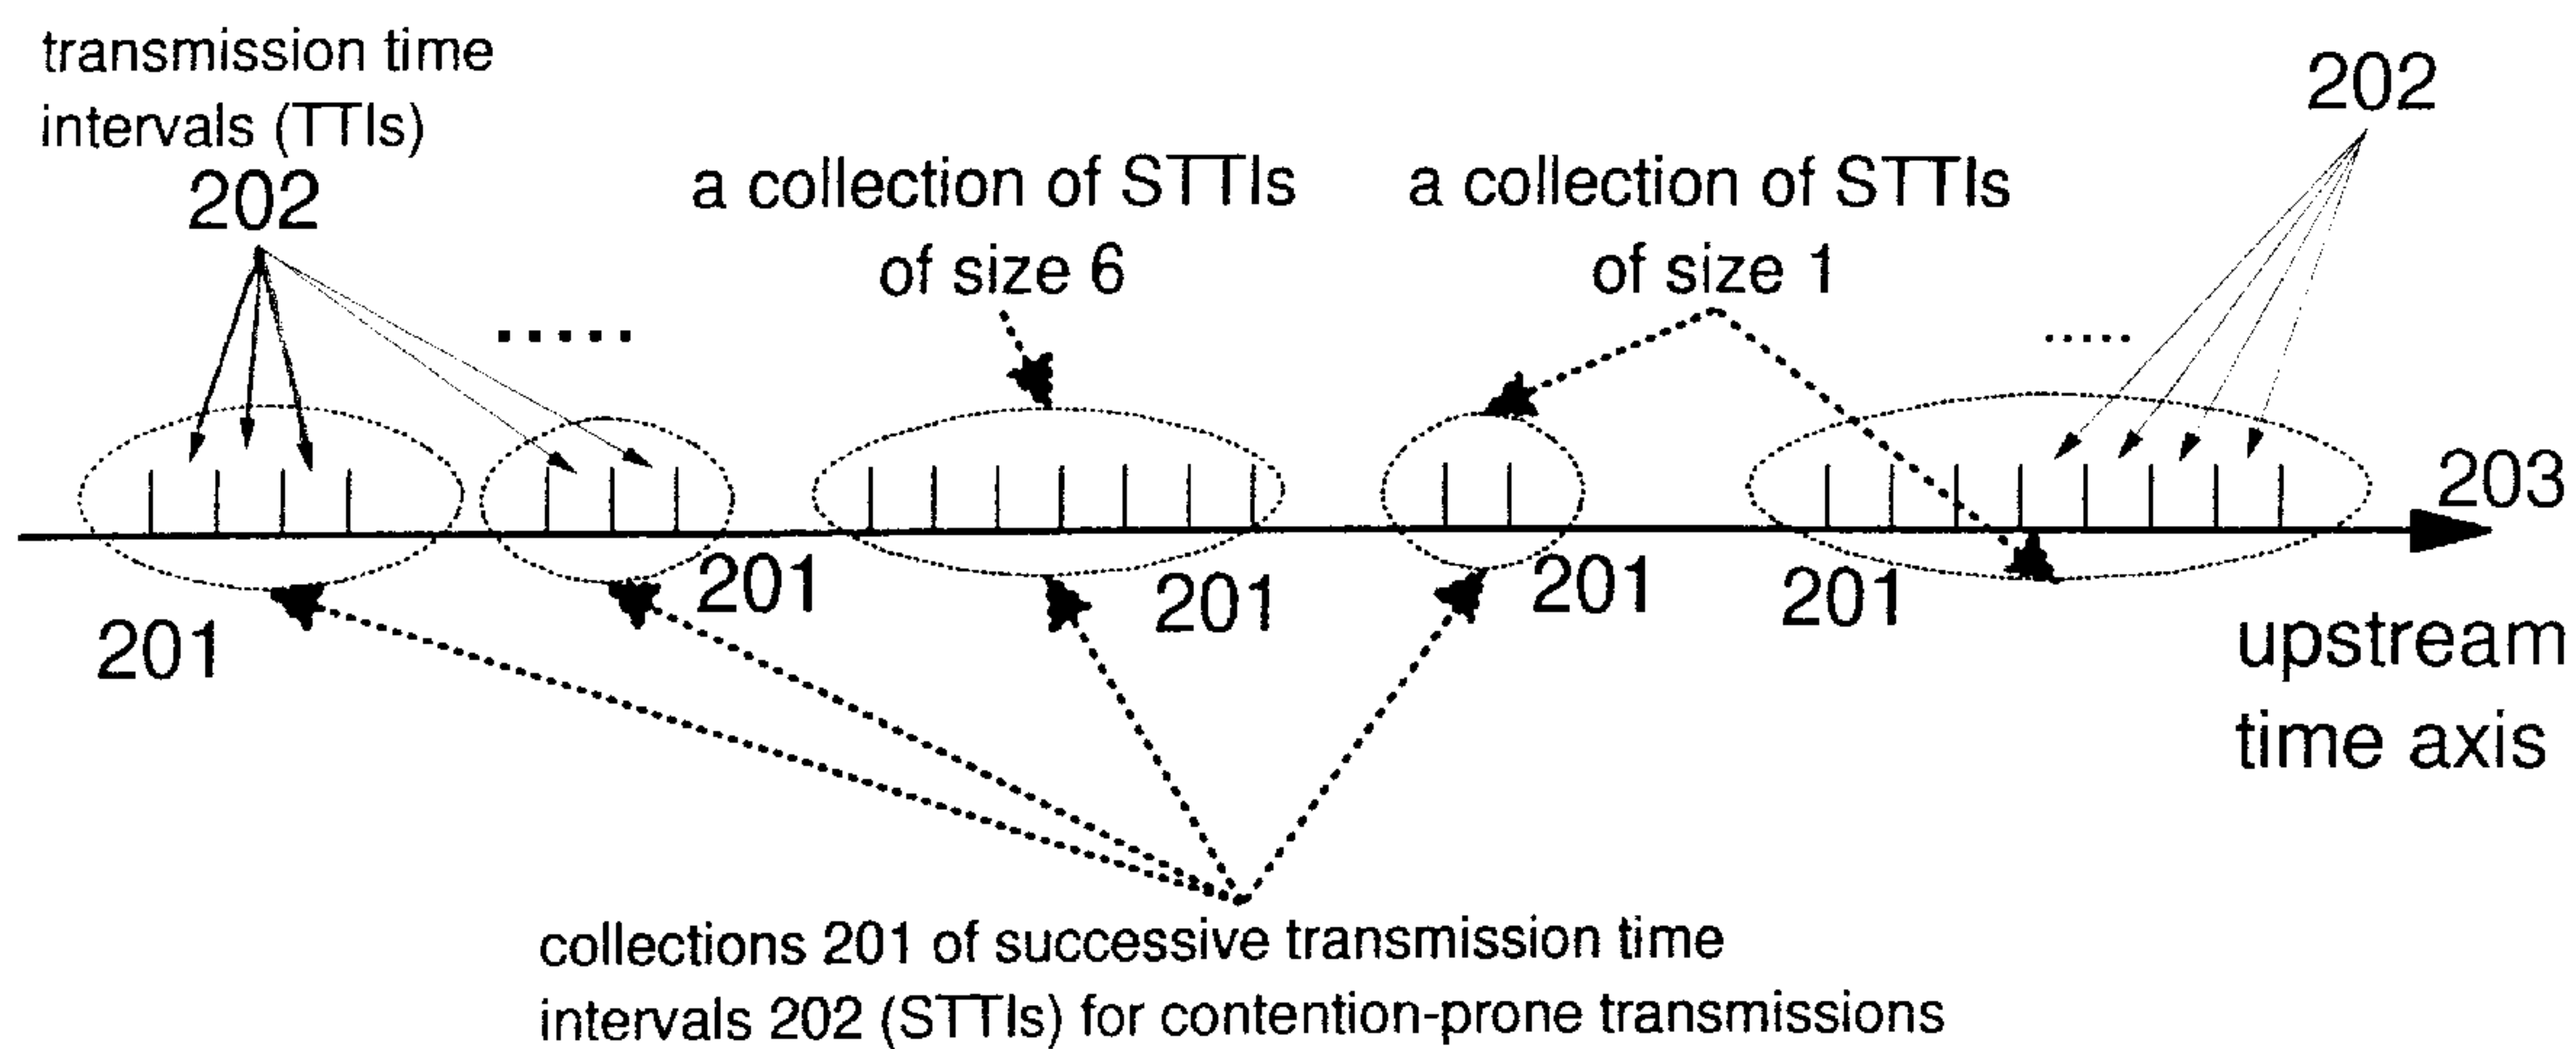 transmission time
intervals (TTIs)
202
202
a collection of STTIs
of size 6
a collection of STTIs
of size 1
203
201
201
201
201
201
upstream
time axis
collections 201 of successive transmission time
intervals 202 (STTIs) for contention-prone transmissions